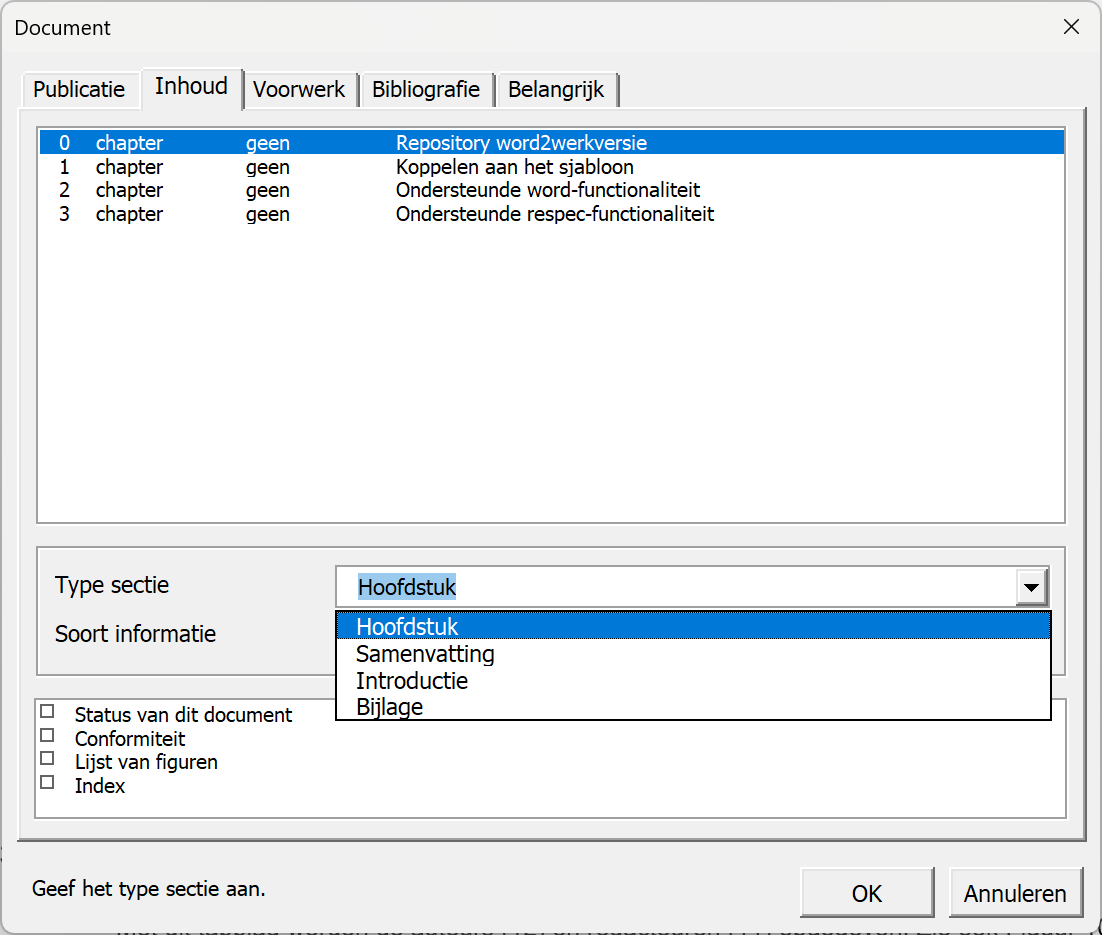 Document
Publicatie Inhoud Voorwerk Bibliografie Belangrijk
0 chapter geen Repository word2werkversie
1 chapter geen Koppelen aan het sjabloon
2 chapter geen Ondersteunde word-functionaliteit
3 chapter geen Ondersteunde respec-functionaliteit
Type sectie Hoofdstuk
Hoofdstuk
Soort informatie
Samenvatting
Introductie
Bijlage
Status van dit document
Conformiteit
Lijst van figuren
Index
Geef het type sectie aan.
OK Annuleren